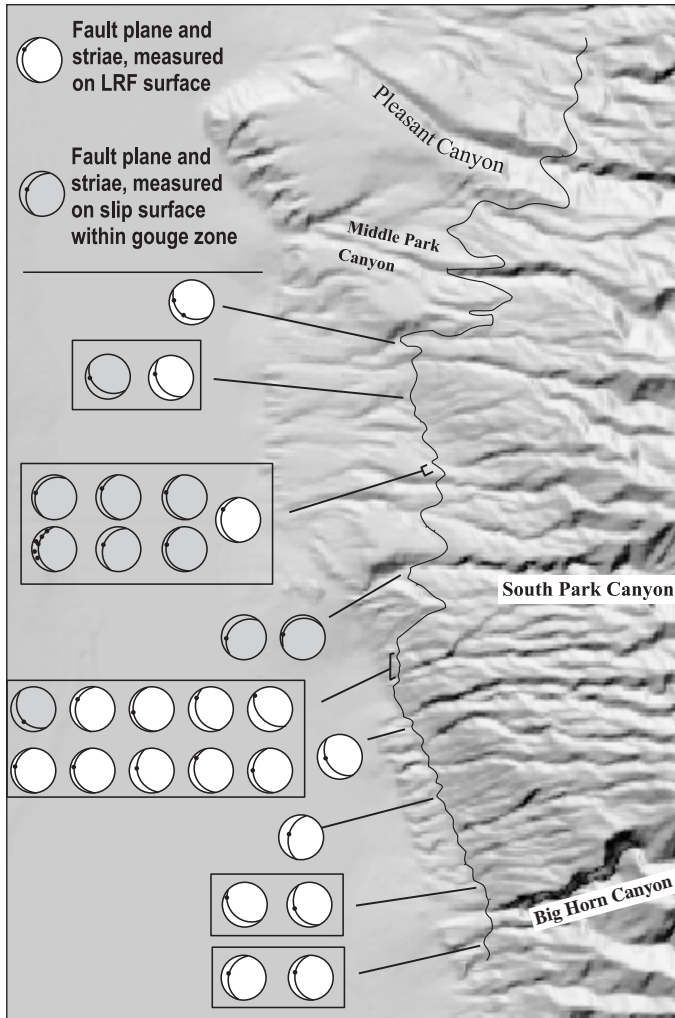 Fault plane and
striae, measured
on LRF surface
Fault plane and
striae, measured
on slip surface
within gouge zone
Pleasant Canyon
Middle Park
Canyon
South Park Canyon
Big Horn Canyon